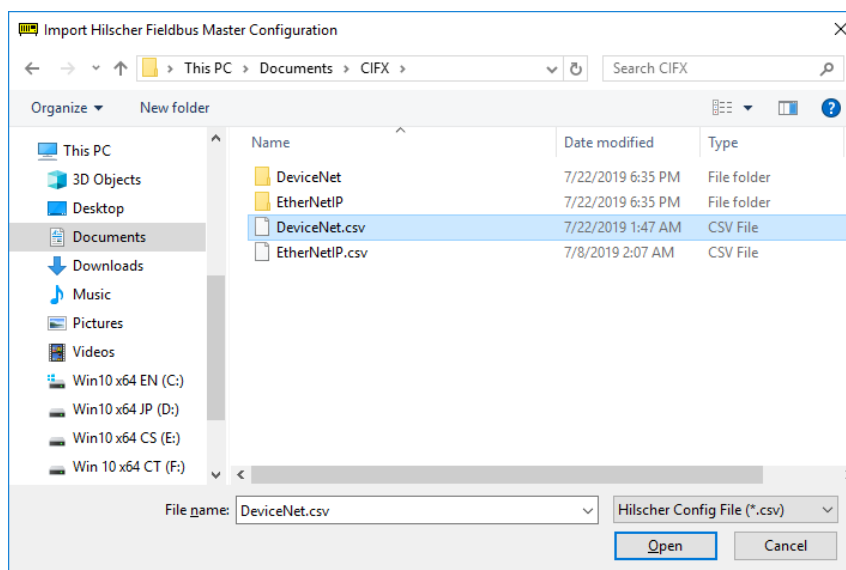 Import Hilscher Fieldbus Master Configuration
This PC > Documents > CIFX >
Search CIFX
Organize
New folder
Name
Date modified
Type
This PC
3D Objects
Desktop
Documents
Downloads
Music
Pictures
Videos
Win10 x64 EN (C:)
Win10 x64 JP (D:)
Win10 x64 CS (E:)
Win 10 x64 CT (F:)
DeviceNet 7/22/2019 6:35 PM File folder
EtherNetIP 7/22/2019 6:35 PM File folder
DeviceNet.csv 7/22/2019 1:47 AM CSV File
EtherNetIP.csv 7/8/2019 2:07 AM CSV File
File name: DeviceNet.csv
Hilscher Config File (*.csv)
Open
Cancel